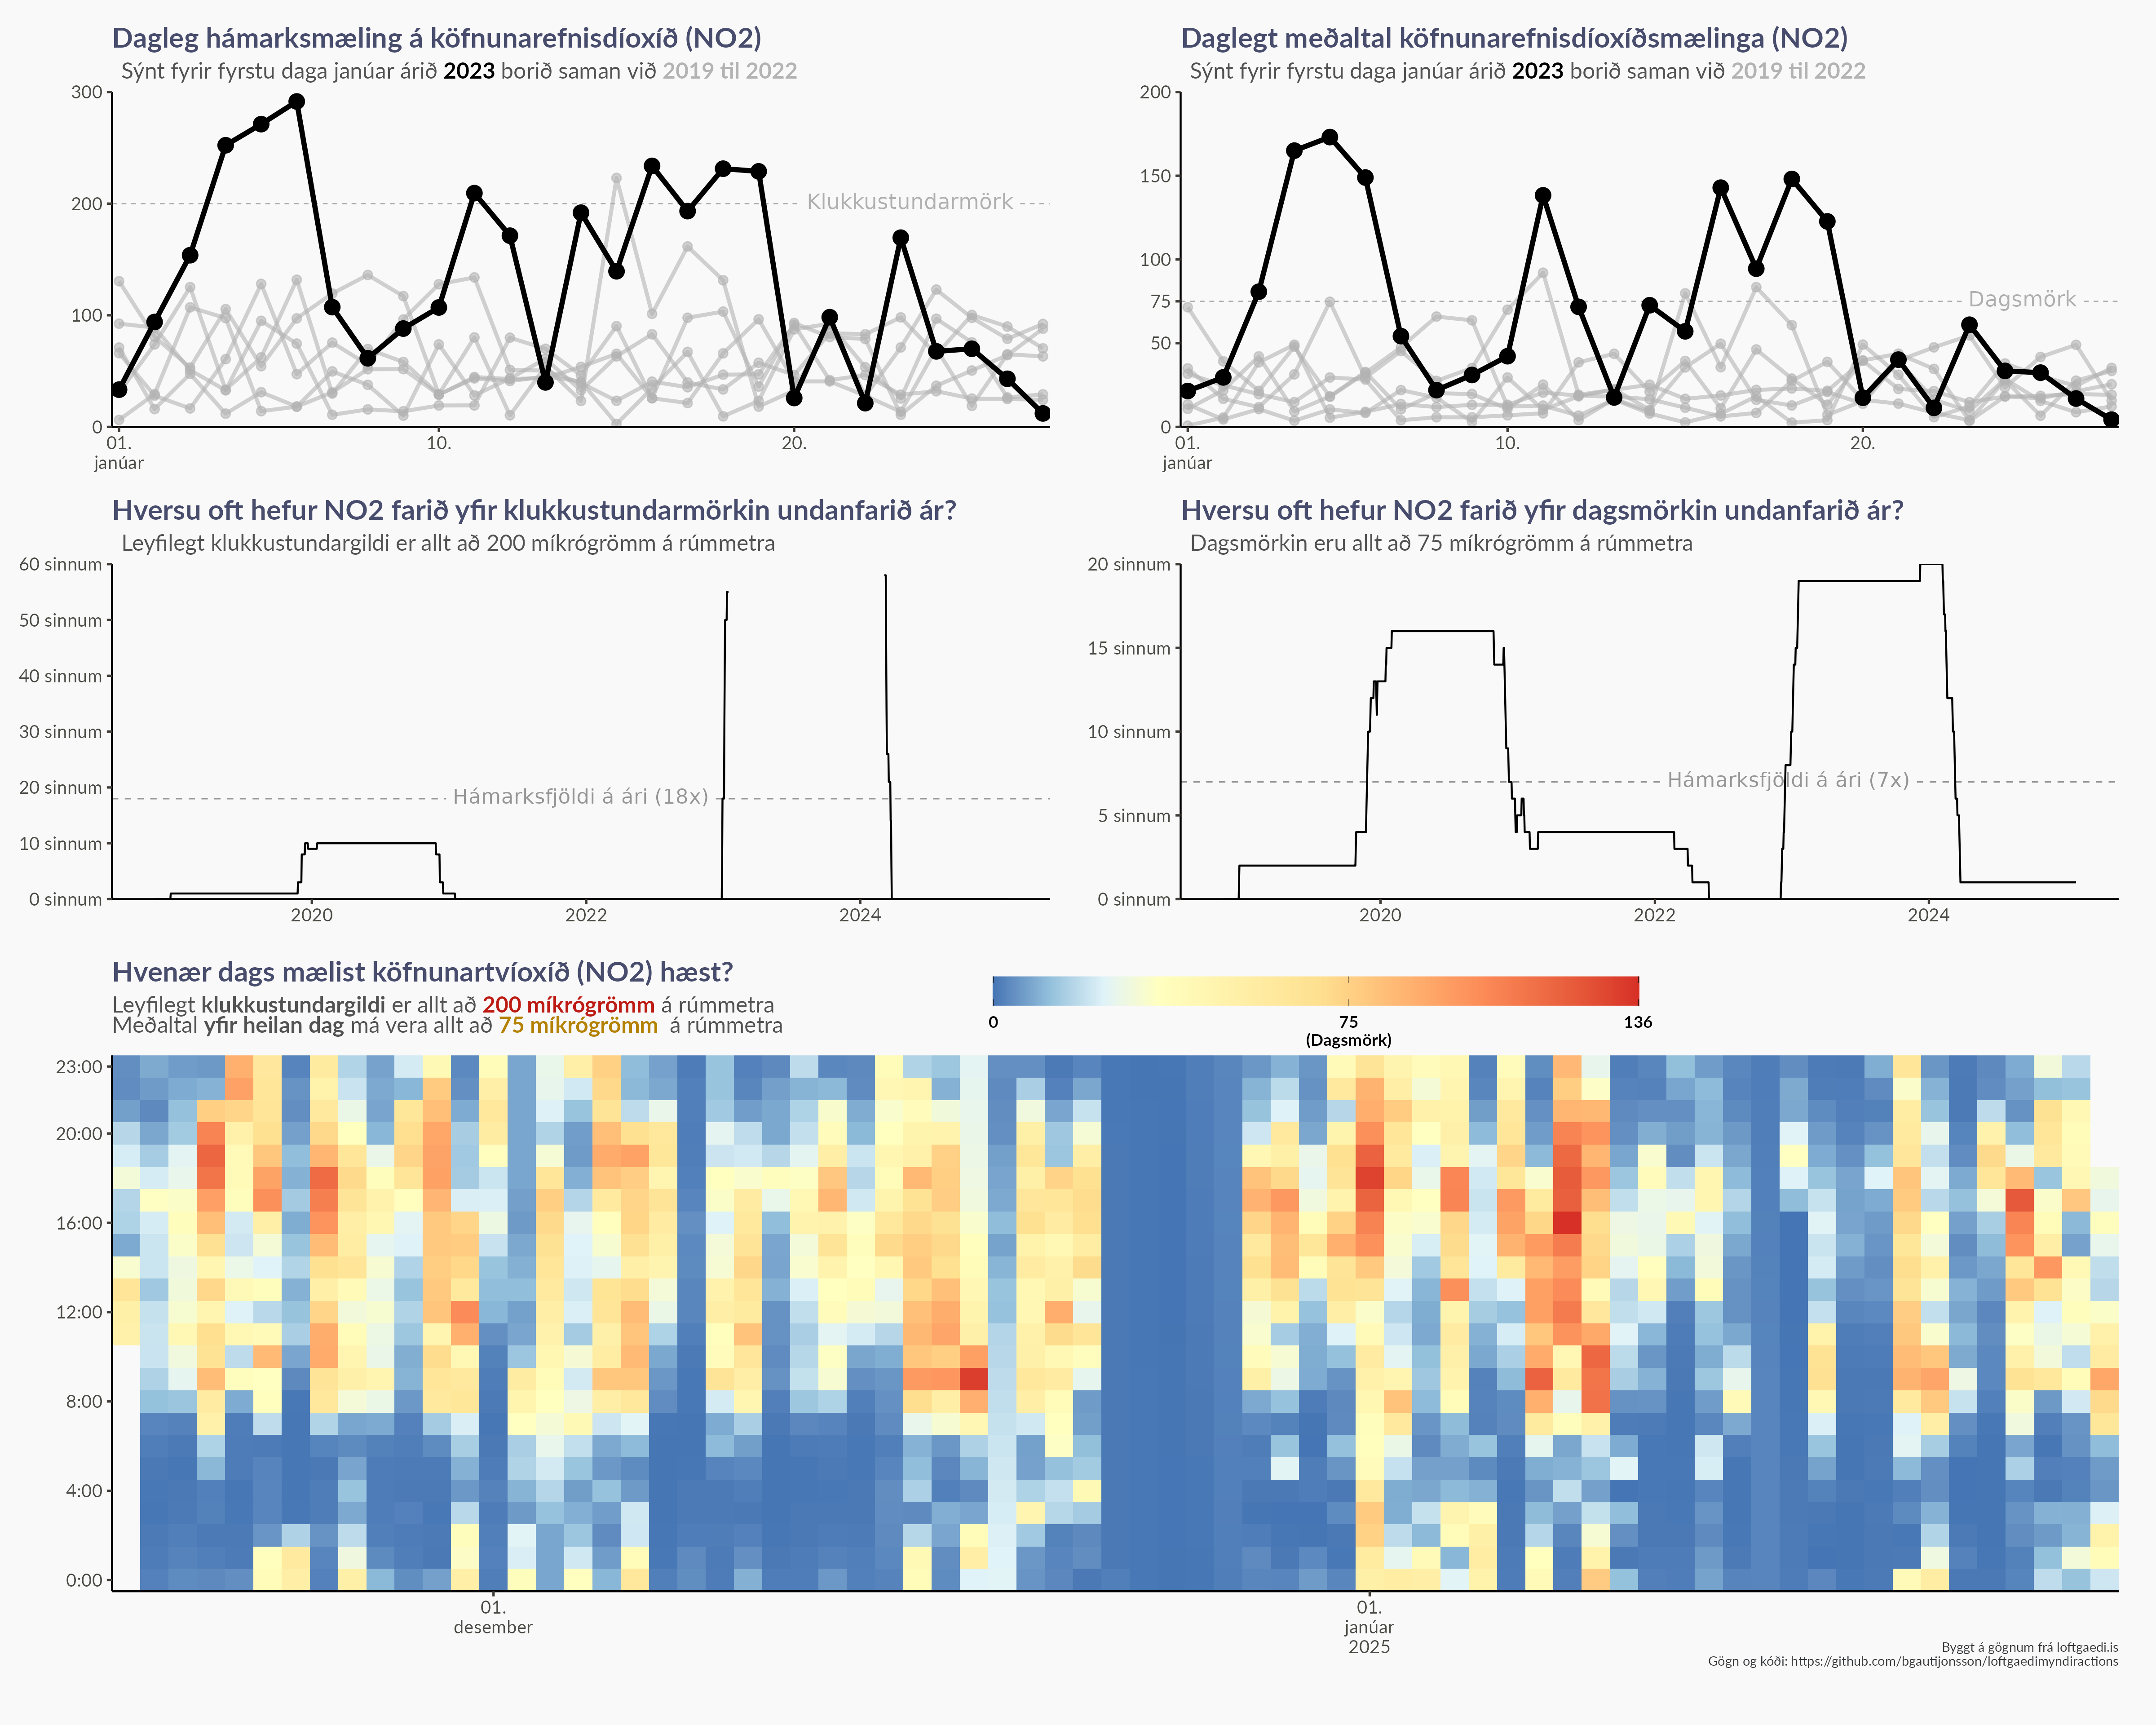 Dagleg hámarksmæling á köfnunarefnisdíoxíð (NO2)
Sýnt fyrir fyrstu daga janúar árið 2023 borið saman við 2019 til 2022
300
200
100
0
Klukkustundarmörk
01.
janúar
10.
20.
Daglegt meðaltal köfnunarefnisdíoxíðsmælinga (NO2)
Sýnt fyrir fyrstu daga janúar árið 2023 borið saman við 2019 til 2022
200
150
100
75
50
0
Dagsmörk
01.
janúar
10.
20.
Hversu oft hefur NO2 farið yfir klukkustundarmörkin undanfarið ár?
Leyfilegt klukkustundargildi er allt að 200 míkrógrömm á rúmmetra
60 sinnum
50 sinnum
40 sinnum
30 sinnum
20 sinnum
10 sinnum
0 sinnum
Hámarksfjöldi á ári (18x)
2020
2022
2024
Hversu oft hefur NO2 farið yfir dagsmörkin undanfarið ár?
Dagsmörkin eru allt að 75 míkrógrömm á rúmmetra
20 sinnum
15 sinnum
10 sinnum
5 sinnum
0 sinnum
Hámarksfjöldi á ári (7x)
2020
2022
2024
Hvenær dags mælist köfnunartvíoxíð (NO2) hæst?
Leyfilegt klukkustundargildi er allt að 200 míkrógrömm á rúmmetra
Meðaltal yfir heilan dag má vera allt að 75 míkrógrömm á rúmmetra
0
75
(Dagsmörk)
136
23:00
20:00
16:00
12:00
8:00
4:00
0:00
01.
desember
01.
janúar
2025
Byggt á gögnum frá loftgaedi.is
Gögn og kóði: https://github.com/bgautijonsson/loftgaedimyndiractions